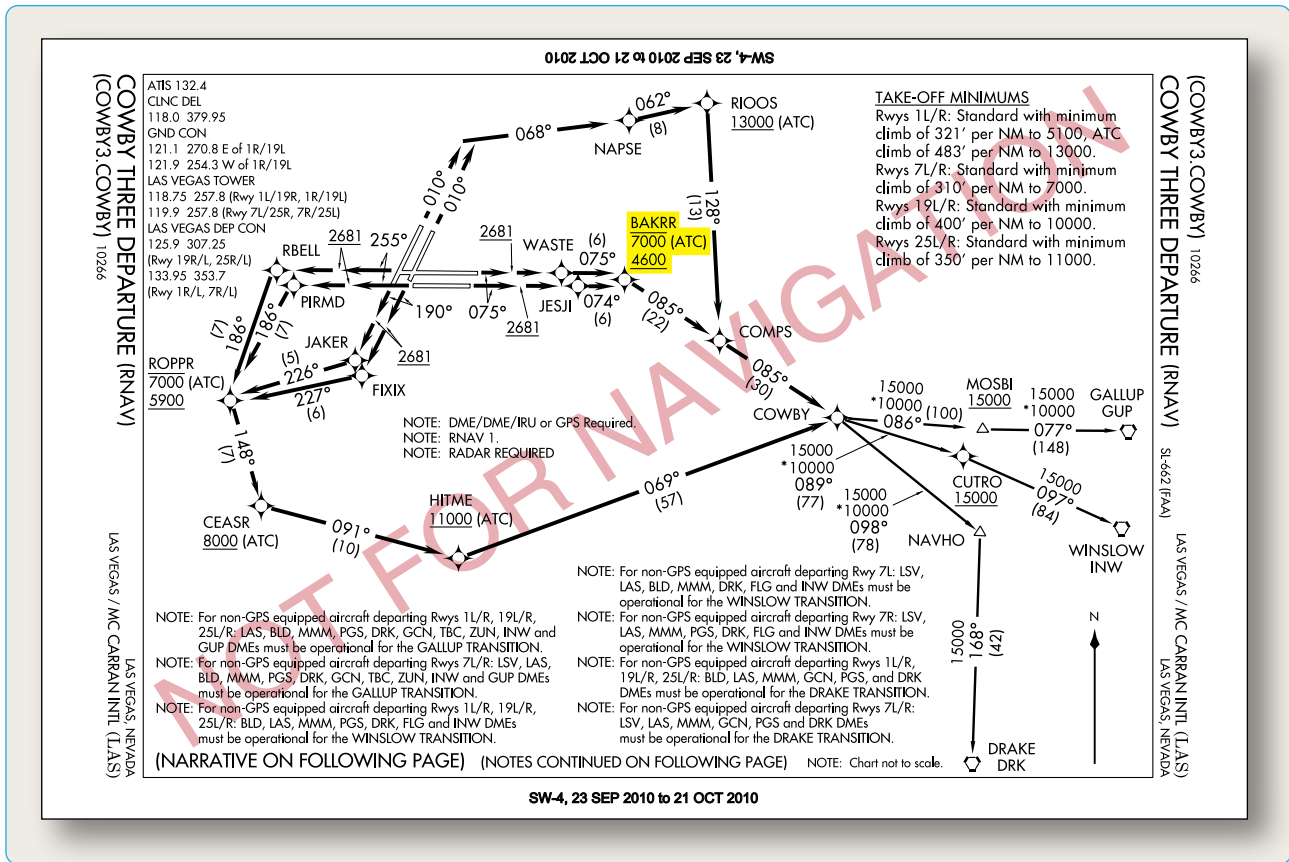 SW-4, 23 SEP 2010 to 21 OCT 2010
(COWBY3.COWBY) 10266
COWBY THREE DEPARTURE (RNAV)
LAS VEGAS / MC CARRAN INTL (LAS)
LAS VEGAS, NEVADA
ATIS 132.4
CLNC DEL
118.0 379.95
GND CON
121.1 270.8 E of 1R/19L
121.9 254.3 W of 1R/19L
LAS VEGAS TOWER
118.75 257.8 (Rwy 1L/19R, 1R/19L)
119.9 257.8 (Rwy 7L/25R, 7R/25L)
LAS VEGAS DEP CON
125.9 307.25
(Rwy 19R/L, 25R/L)
133.95 353.7
(Rwy 1R/L, 7R/L)
TAKE-OFF MINIMUMS
Rwys 1L/R: Standard with minimum
climb of 321' per NM to 5100, ATC
climb of 483' per NM to 13000.
Rwys 7L/R: Standard with minimum
climb of 310' per NM to 7000.
Rwys 19L/R: Standard with minimum
climb of 400' per NM to 10000.
Rwys 25L/R: Standard with minimum
climb of 350' per NM to 11000.
068°
NAPSE
062°
(8)
RIOOS
13000 (ATC)
128°
(13)
010°
010°
RBELL
2681
255°
PIRMD
190°
2681
WASTE
(6)
075°
BAKRR
7000 (ATC)
4600
075°
2681
JESJI
074°
(6)
085°
(22)
COMPS
186°
(7)
186°
(7)
JAKER
2681
(5)
226°
FIXIX
227°
(6)
ROPPR
7000 (ATC)
5900
148°
(7)
CEASR
8000 (ATC)
091°
(10)
HITME
11000 (ATC)
069°
(57)
085°
(30)
COWBY
15000
*10000
086°
(100)
MOSBI
15000
15000
*10000
077°
(148)
GALLUP
GUP
15000
*10000
089°
(77)
CUTRO
15000
15000
097°
(84)
WINSLOW
INW
15000
*10000
098°
(78)
NAVHO
15000
168°
(42)
DRAKE
DRK
N
NOTE: DME/DME/IRU or GPS Required.
NOTE: RNAV 1.
NOTE: RADAR REQUIRED
NOTE: For non-GPS equipped aircraft departing Rwys 1L/R, 19L/R,
25L/R: LAS, BLD, MMM, PGS, DRK, GCN, TBC, ZUN, INW and
GUP DMEs must be operational for the GALLUP TRANSITION.
NOTE: For non-GPS equipped aircraft departing Rwys 7L/R: LSV, LAS,
BLD, MMM, PGS, DRK, GCN, TBC, ZUN, INW and GUP DMEs
must be operational for the GALLUP TRANSITION.
NOTE: For non-GPS equipped aircraft departing Rwys 1L/R, 19L/R,
25L/R: BLD, LAS, MMM, PGS, DRK, FLG and INW DMEs
must be operational for the WINSLOW TRANSITION.
NOTE: For non-GPS equipped aircraft departing Rwy 7L: LSV,
LAS, BLD, MMM, DRK, FLG and INW DMEs must be
operational for the WINSLOW TRANSITION.
NOTE: For non-GPS equipped aircraft departing Rwy 7R: LSV,
LAS, MMM, PGS, DRK, FLG and INW DMEs must be
operational for the WINSLOW TRANSITION.
NOTE: For non-GPS equipped aircraft departing Rwys 1L/R,
19L/R, 25L/R: BLD, LAS, MMM, GCN, PGS, and DRK
DMEs must be operational for the DRAKE TRANSITION.
NOTE: For non-GPS equipped aircraft departing Rwys 7L/R:
LSV, LAS, MMM, GCN, PGS and DRK DMEs
must be operational for the DRAKE TRANSITION.
(NARRATIVE ON FOLLOWING PAGE)
(NOTES CONTINUED ON FOLLOWING PAGE)
NOTE: Chart not to scale.
NOT FOR NAVIGATION
(COWBY3.COWBY) 10266
COWBY THREE DEPARTURE (RNAV)
SL-662 (FAA)
LAS VEGAS / MC CARRAN INTL (LAS)
LAS VEGAS, NEVADA
SW-4, 23 SEP 2010 to 21 OCT 2010